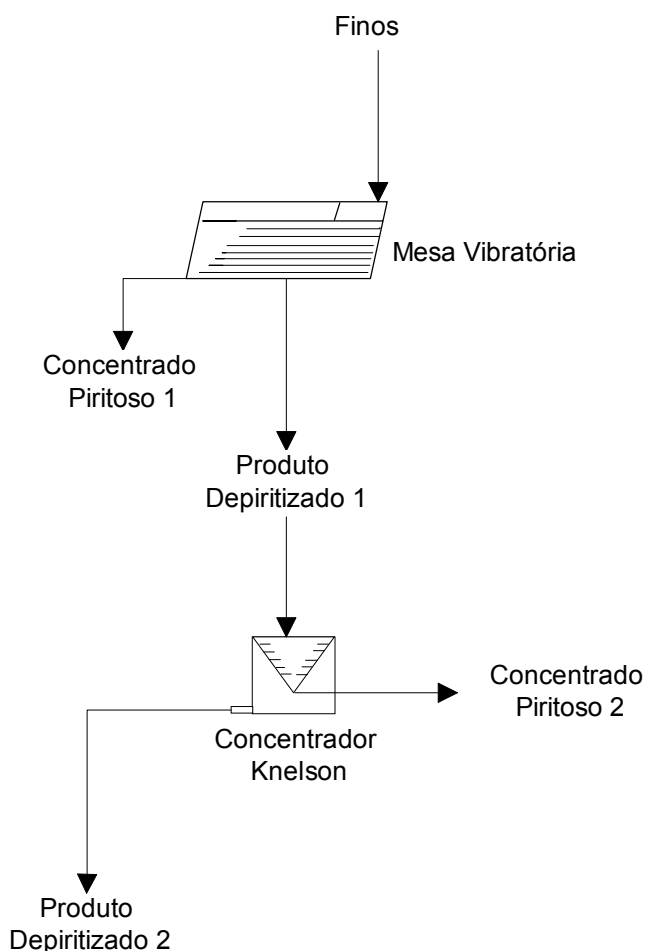 Finos
Mesa Vibratória
Concentrado
Piritoso 1
Produto
Depiritizado 1
Concentrado
Piritoso 2
Concentrador
Knelson
Produto
Depiritizado 2